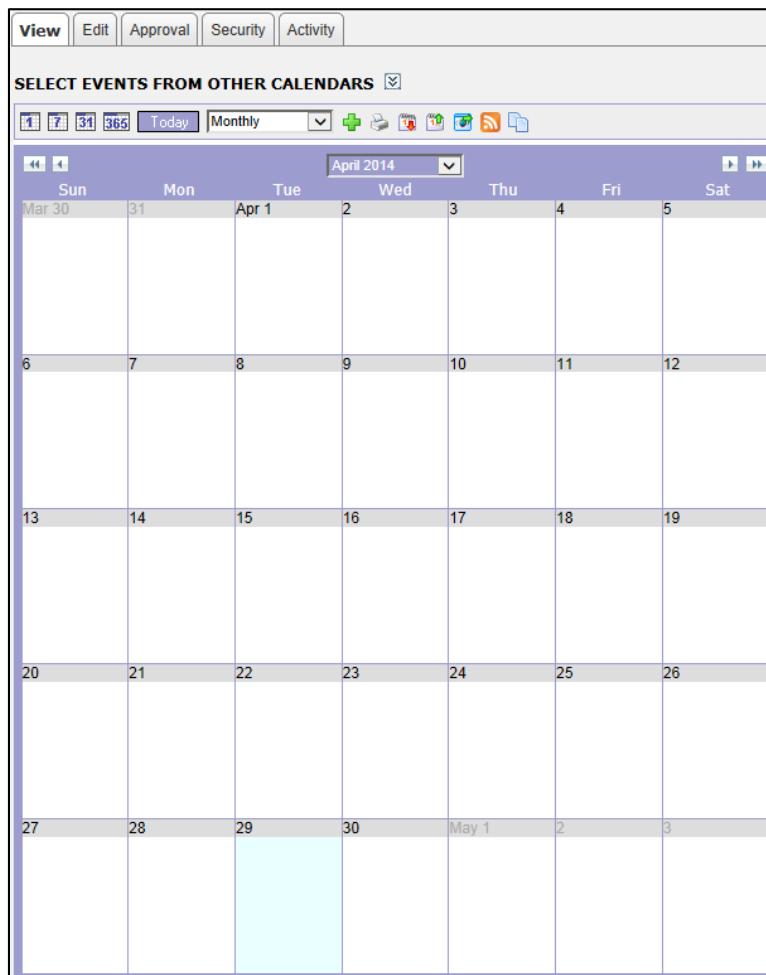 View Edit Approval Security Activity
SELECT EVENTS FROM OTHER CALENDARS
1 7 31 365 Today Monthly
April 2014
Sun Mon Tue Wed Thu Fri Sat
Mar 30 31 Apr 1 2 3 4 5
6 7 8 9 10 11 12
13 14 15 16 17 18 19
20 21 22 23 24 25 26
27 28 29 30 May 1 2 3